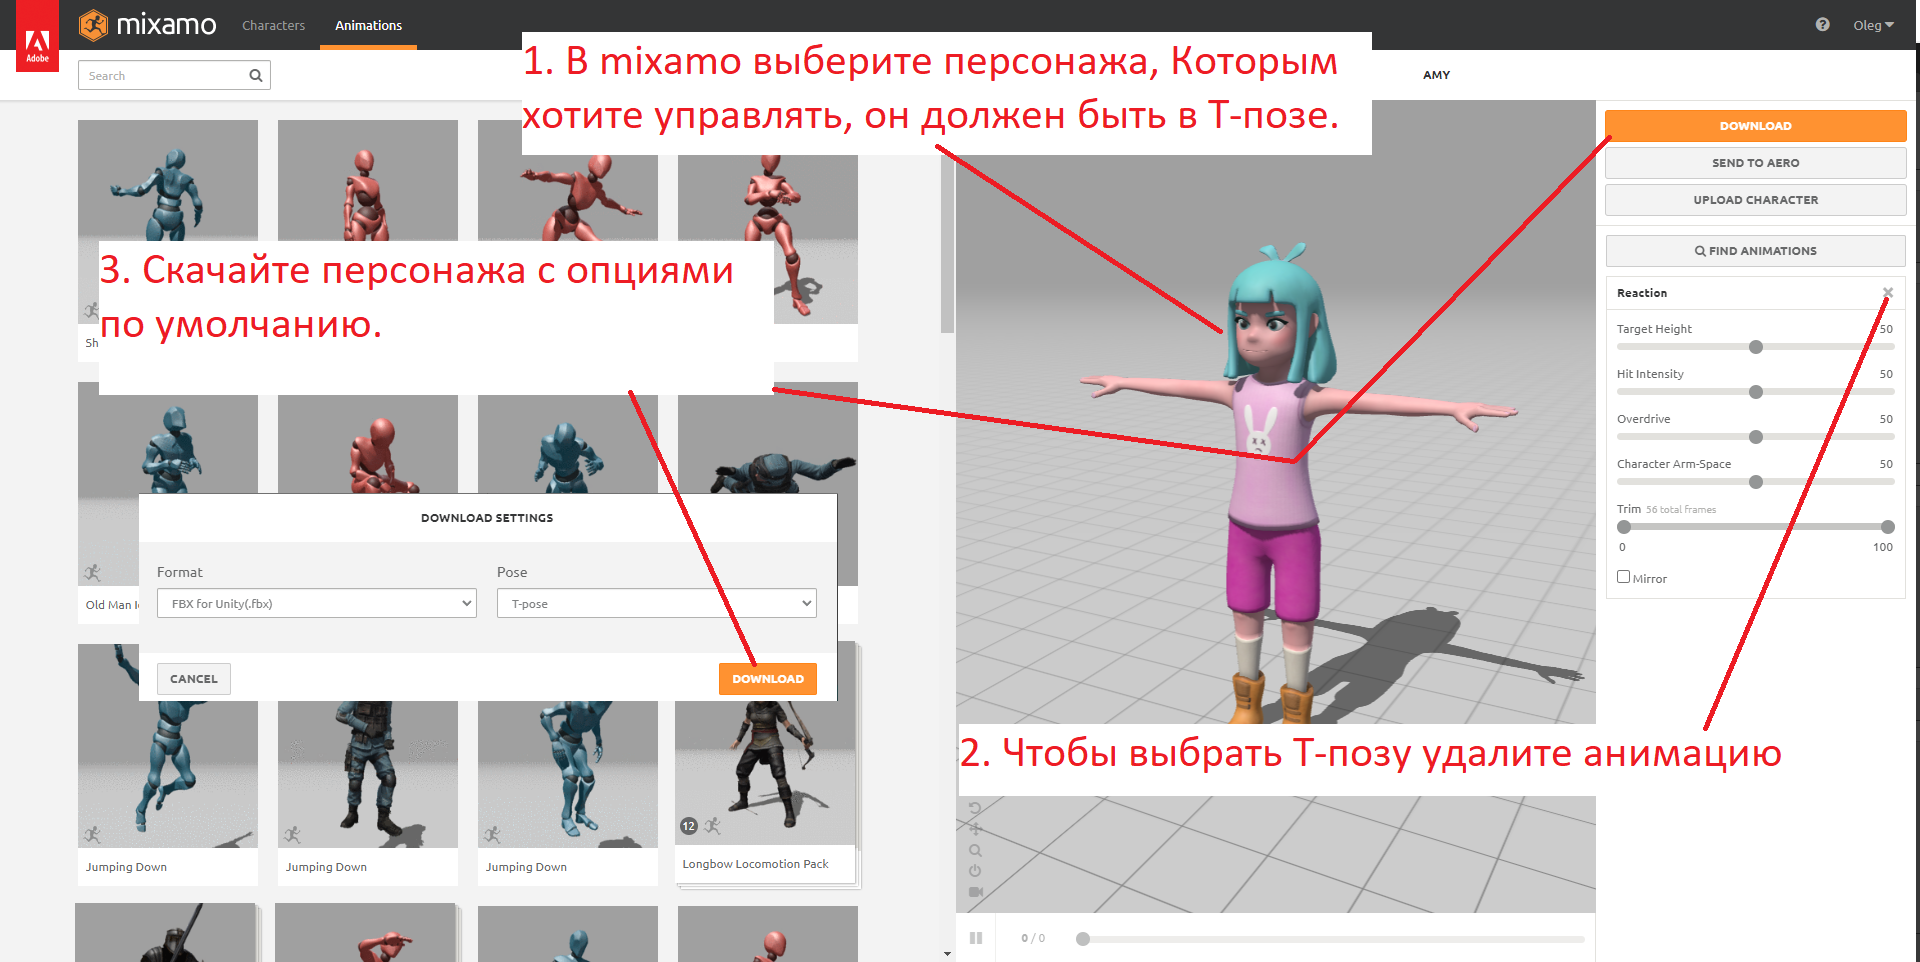 Adobe
mixamo
Characters
Animations
Oleg
Search
AMY
1. В mixamo выберите персонажа, Которым
хотите управлять, он должен быть в Т-позе.
DOWNLOAD
SEND TO AERO
UPLOAD CHARACTER
FIND ANIMATIONS
Reaction
Target Height 50
Hit Intensity 50
Overdrive 50
Character Arm-Space 50
Trim 56 total frames
0 100
Mirror
3. Скачайте персонажа с опциями
по умолчанию.
Sh
Old Man
DOWNLOAD SETTINGS
Format
Pose
FBX for Unity(.fbx)
T-pose
CANCEL
DOWNLOAD
2. Чтобы выбрать Т-позу удалите анимацию
12
Jumping Down
Jumping Down
Jumping Down
Longbow Locomotion Pack
0 / 0